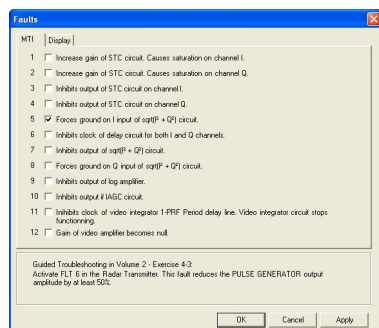 Faults
MTI Display
1 Increase gain of STC circuit. Causes saturation on channel I.
2 Increase gain of STC circuit. Causes saturation on channel Q.
3 Inhibits output of STC circuit on channel I.
4 Inhibits output of STC circuit on channel Q.
5 Forces ground on I input of sqrt(I² + Q²) circuit.
6 Inhibits clock of delay circuit for both I and Q channels.
7 Inhibits output of sqrt(I² + Q²) circuit.
8 Forces ground on Q input of sqrt(I² + Q²) circuit.
9 Inhibits output of log amplifier.
10 Inhibits output if IAGC circuit.
11 Inihibits clock of video integrator 1-PRF Period delay line. Video integrator circuit stops
functionning.
12 Gain of video amplifier becomes null.
Guided Troubleshooting in Volume 2 - Exercise 4-3:
Activate FLT 6 in the Radar Transmitter. This fault reduces the PULSE GENERATOR output
amplitude by at least 50%.
OK Cancel Apply